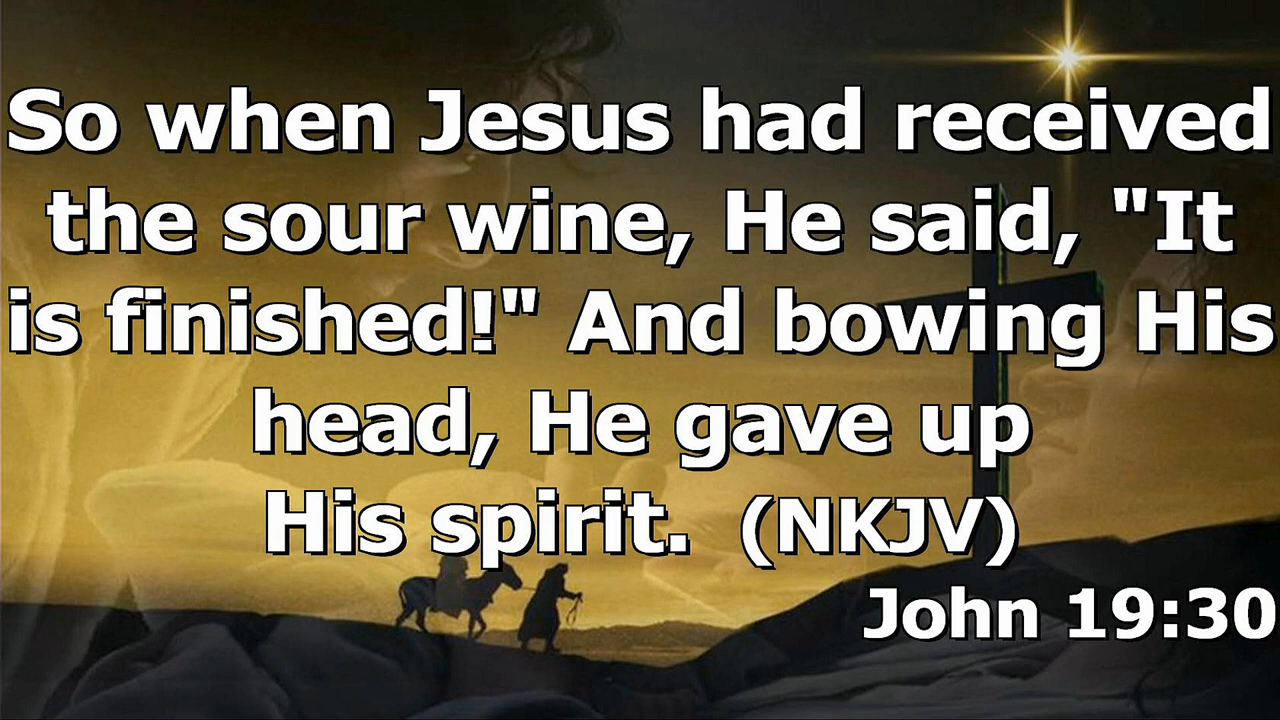 So when Jesus had received
the sour wine, He said, "It
is finished!" And bowing His
head, He gave up
His spirit. (NKJV)
John 19:30